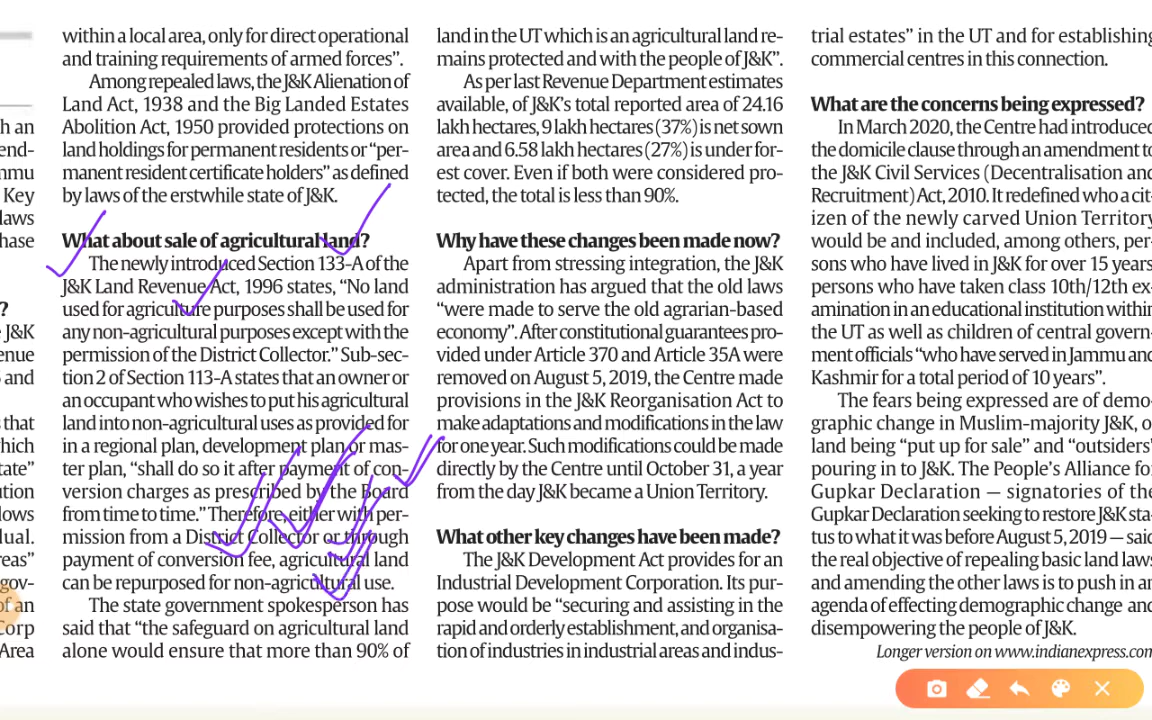 h an
end-
mmu
Key
laws
hase
?
J&K
enue
and
that
which
tate"
tion
lows
dual.
reas"
gov-
of an
Corp
Area
within a local area, only for direct operational
and training requirements of armed forces”.
Among repealed laws, the J&K Alienation of
Land Act, 1938 and the Big Landed Estates
Abolition Act, 1950 provided protections on
land holdings for permanent residents or “per-
manent resident certificate holders” as defined
by laws of the erstwhile state of J&K.
What about sale of agricultural land?
The newly introduced Section 133-A of the
J&K Land Revenue Act, 1996 states, “No land
used for agriculture purposes shall be used for
any non-agricultural purposes except with the
permission of the District Collector.” Sub-sec-
tion 2 of Section 113-A states that an owner or
an occupant who wishes to put his agricultural
land into non-agricultural uses as provided for
in a regional plan, development plan or mas-
ter plan, “shall do so it after payment of con-
version charges as prescribed by the Board
from time to time.” Therefore, either with per-
mission from a District Collector or through
payment of conversion fee, agricultural land
can be repurposed for non-agricultural use.
The state government spokesperson has
said that “the safeguard on agricultural land
alone would ensure that more than 90% of
land in the UT which is an agricultural land re-
mains protected and with the people of J&K”.
As per last Revenue Department estimates
available, of J&K’s total reported area of 24.16
lakh hectares, 9 lakh hectares (37%) is net sown
area and 6.58 lakh hectares (27%) is under for-
est cover. Even if both were considered pro-
tected, the total is less than 90%.
Why have these changes been made now?
Apart from stressing integration, the J&K
administration has argued that the old laws
“were made to serve the old agrarian-based
economy”. After constitutional guarantees pro-
vided under Article 370 and Article 35A were
removed on August 5, 2019, the Centre made
provisions in the J&K Reorganisation Act to
make adaptations and modifications in the law
for one year. Such modifications could be made
directly by the Centre until October 31, a year
from the day J&K became a Union Territory.
What other key changes have been made?
The J&K Development Act provides for an
Industrial Development Corporation. Its pur-
pose would be “securing and assisting in the
rapid and orderly establishment, and organisa-
tion of industries in industrial areas and indus-
trial estates” in the UT and for establishing
commercial centres in this connection.
What are the concerns being expressed?
In March 2020, the Centre had introduced
the domicile clause through an amendment to
the J&K Civil Services (Decentralisation and
Recruitment) Act, 2010. It redefined who a cit-
izen of the newly carved Union Territory
would be and included, among others, per-
sons who have lived in J&K for over 15 years
persons who have taken class 10th/12th ex-
amination in an educational institution within
the UT as well as children of central govern-
ment officials “who have served in Jammu and
Kashmir for a total period of 10 years”.
The fears being expressed are of demo-
graphic change in Muslim-majority J&K, o
land being “put up for sale” and “outsiders”
pouring in to J&K. The People’s Alliance for
Gupkar Declaration — signatories of the
Gupkar Declaration seeking to restore J&K sta-
tus to what it was before August 5, 2019 — said
the real objective of repealing basic land laws
and amending the other laws is to push in an
agenda of effecting demographic change and
disempowering the people of J&K.
Longer version on www.indianexpress.com